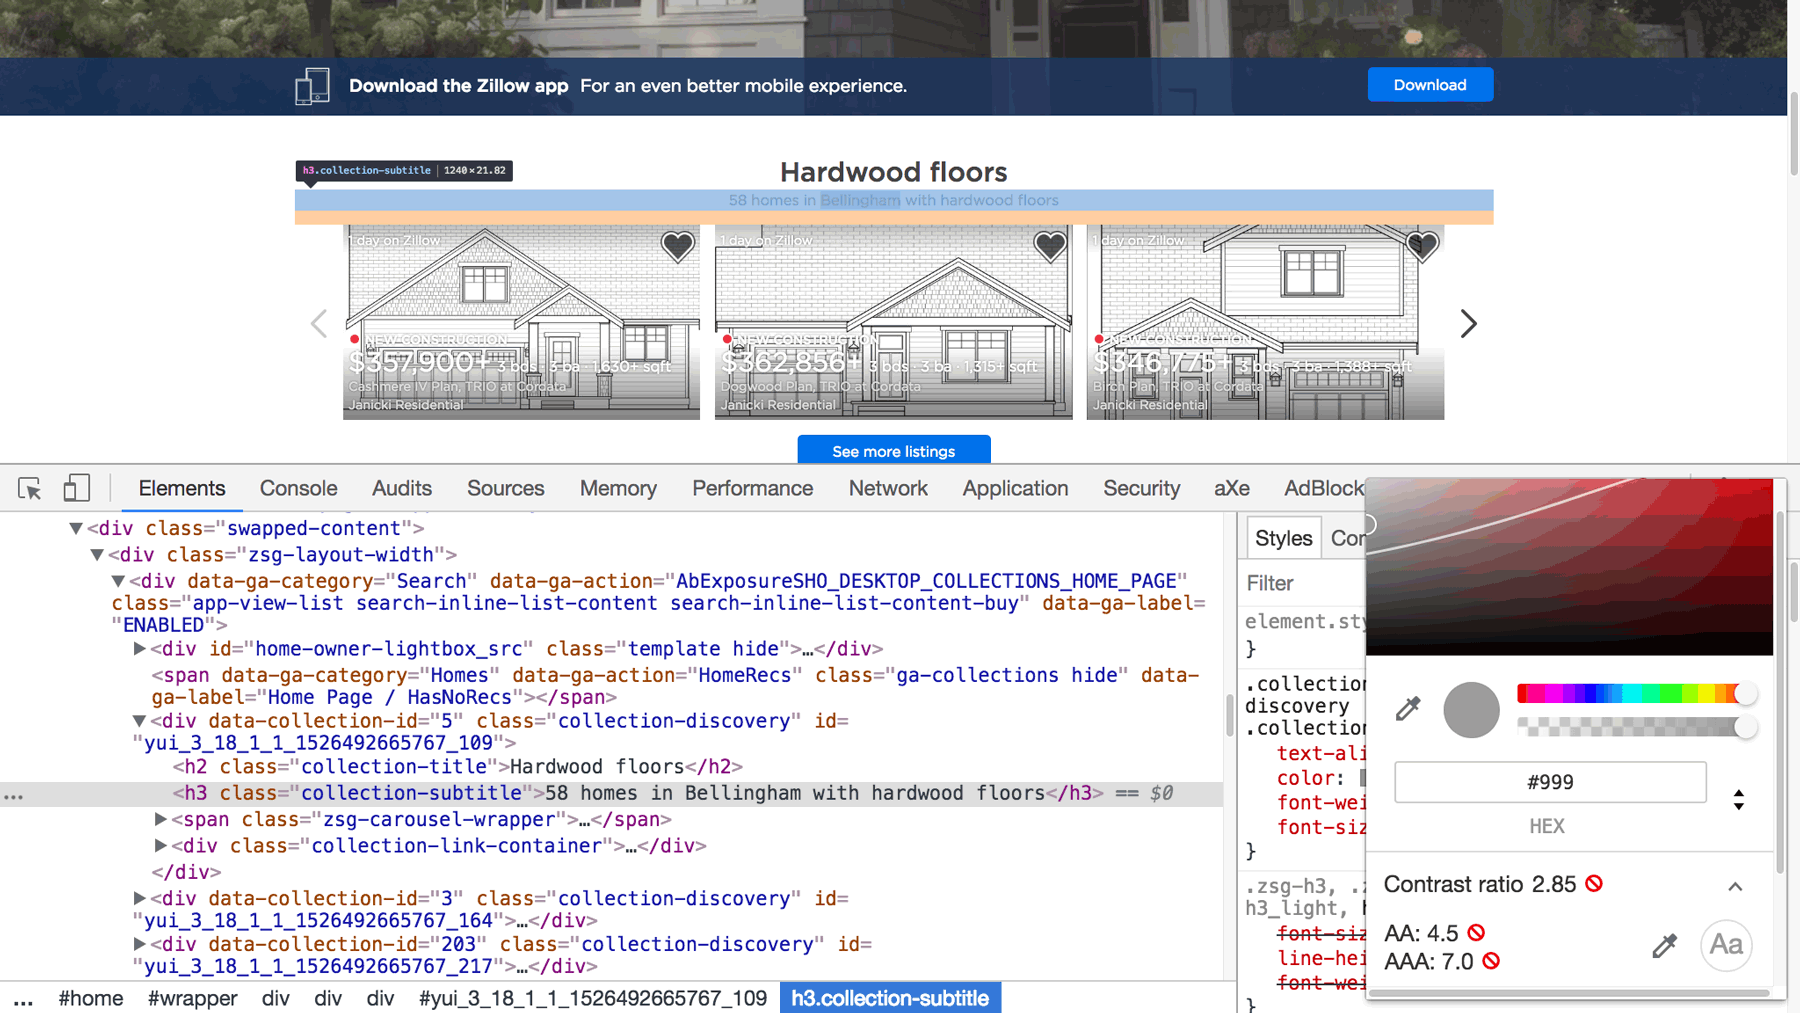 Download the Zillow app For an even better mobile experience.
Download
h3.collection-subtitle | 1240×21.82
Hardwood floors
58 homes in Bellingham with hardwood floors
1 day on Zillow
NEW CONSTRUCTION
$357,900+ 3 bds · 3 ba · 1,630+ sqft
Cashmere IV Plan, TRIO at Cordata
Janicki Residential
1 day on Zillow
NEW CONSTRUCTION
$362,856+ 3 bds · 3 ba · 1,315+ sqft
Dogwood Plan, TRIO at Cordata
Janicki Residential
1 day on Zillow
NEW CONSTRUCTION
$346,775+ 3 bds · 3 ba · 1,388+ sqft
Birch Plan, TRIO at Cordata
Janicki Residential
See more listings
Elements Console Audits Sources Memory Performance Network Application Security aXe AdBlock
<div class="swapped-content">
<div class="zsg-layout-width">
<div data-ga-category="Search" data-ga-action="AbExposureSHO_DESKTOP_COLLECTIONS_HOME_PAGE"
class="app-view-list search-inline-list-content search-inline-list-content-buy" data-ga-label=
"ENABLED">
<div id="home-owner-lightbox_src" class="template hide">…</div>
<span data-ga-category="Homes" data-ga-action="HomeRecs" class="ga-collections hide" data-
ga-label="Home Page / HasNoRecs"></span>
<div data-collection-id="5" class="collection-discovery" id=
"yui_3_18_1_1_1526492665767_109">
<h2 class="collection-title">Hardwood floors</h2>
... <h3 class="collection-subtitle">58 homes in Bellingham with hardwood floors</h3> == $0
<span class="zsg-carousel-wrapper">…</span>
<div class="collection-link-container">…</div>
</div>
<div data-collection-id="3" class="collection-discovery" id=
"yui_3_18_1_1_1526492665767_164">…</div>
<div data-collection-id="203" class="collection-discovery" id=
"yui_3_18_1_1_1526492665767_217">…</div>
... #home #wrapper div div div #yui_3_18_1_1_1526492665767_109 h3.collection-subtitle
Styles Cor
Filter
element.sty
}
.collection
discovery
.collection
text-ali
color:
font-wei
font-siz
}
.zsg-h3, .z
h3_light, h
font-siz
line-hei
font-wei
}
#999
HEX
Contrast ratio 2.85
AA: 4.5
AAA: 7.0
Aa